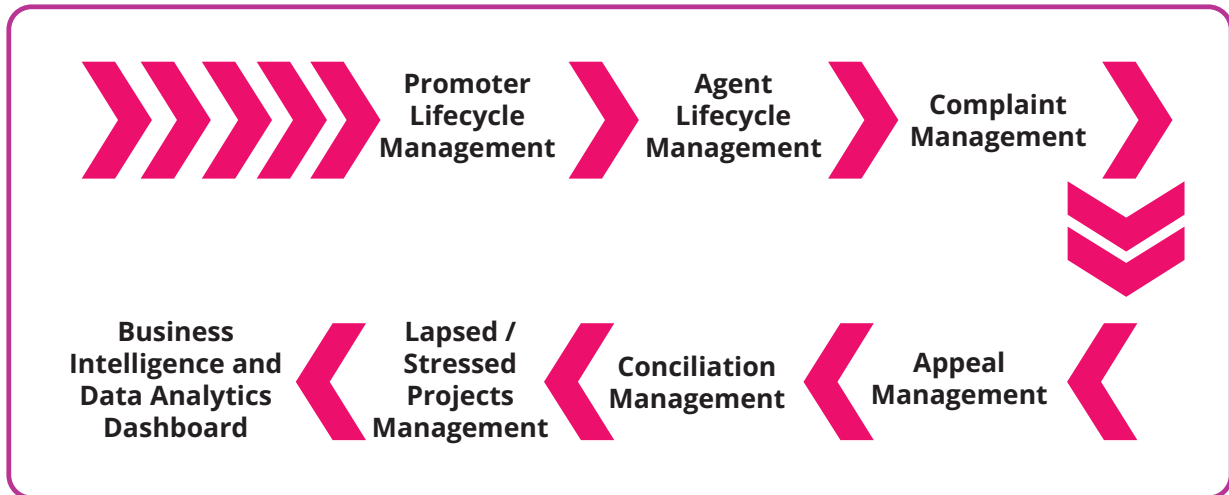 Promoter
Lifecycle
Management
Agent
Lifecycle
Management
Complaint
Management
Appeal
Management
Conciliation
Management
Lapsed /
Stressed
Projects
Management
Business
Intelligence and
Data Analytics
Dashboard